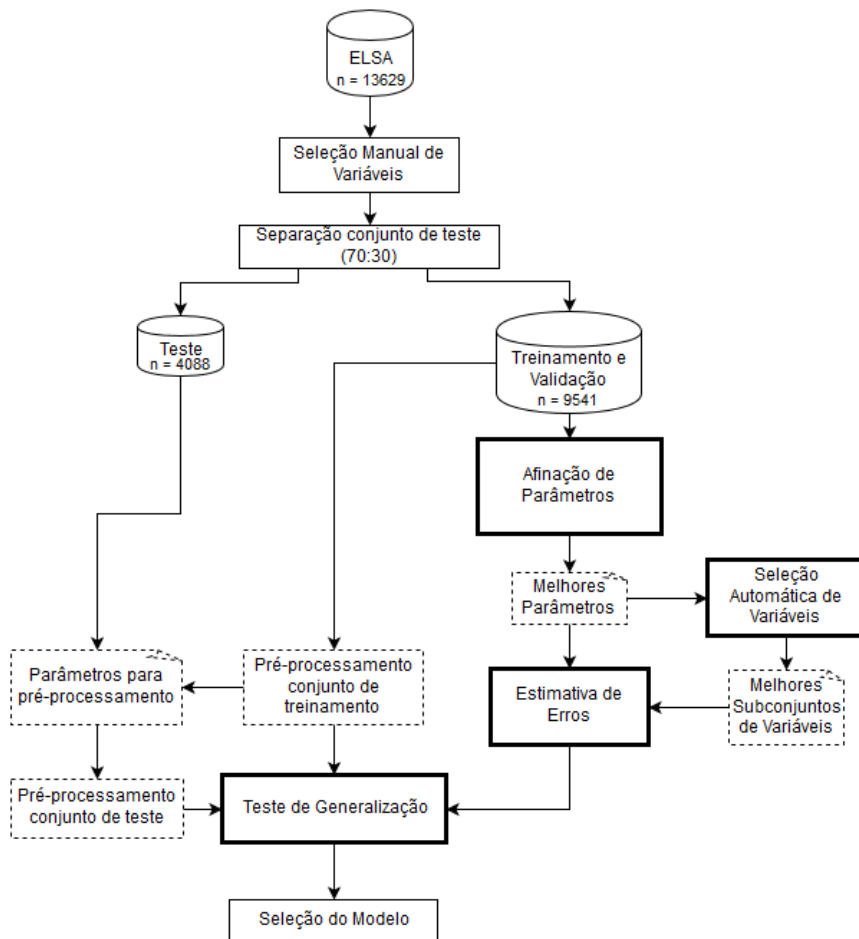 ELSA
n = 13629
Seleção Manual de
Variáveis
Separação conjunto de teste
(70:30)
Teste
n = 4088
Treinamento e
Validação
n = 9541
Afinação de
Parâmetros
Melhores
Parâmetros
Seleção
Automática de
Variáveis
Parâmetros para
pré-processamento
Pré-processamento
conjunto de
treinamento
Estimativa de
Erros
Melhores
Subconjuntos
de Variáveis
Pré-processamento
conjunto de teste
Teste de Generalização
Seleção do Modelo